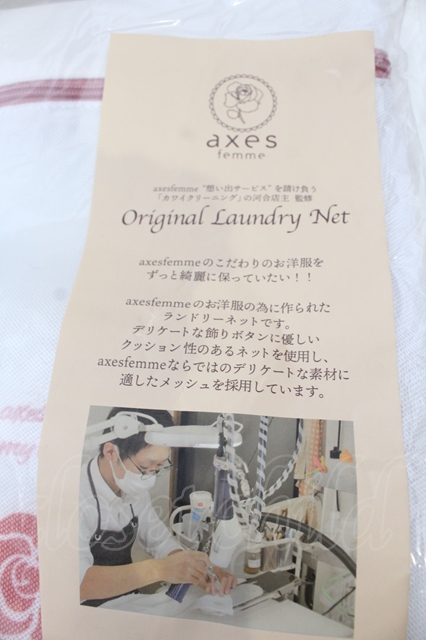 axes
femme
axesfemme "想い出サービス"を請け負う
「カワイクリーニング」の河合店主 監修
Original Laundry Net
axesfemmeのこだわりのお洋服を
ずっと綺麗に保っていたい！！
axesfemmeのお洋服の為に作られた
ランドリーネットです。
デリケートな飾りボタンに優しい
クッション性のあるネットを使用し、
axesfemmeならではのデリケートな素材に
適したメッシュを採用しています。
axes
closet child